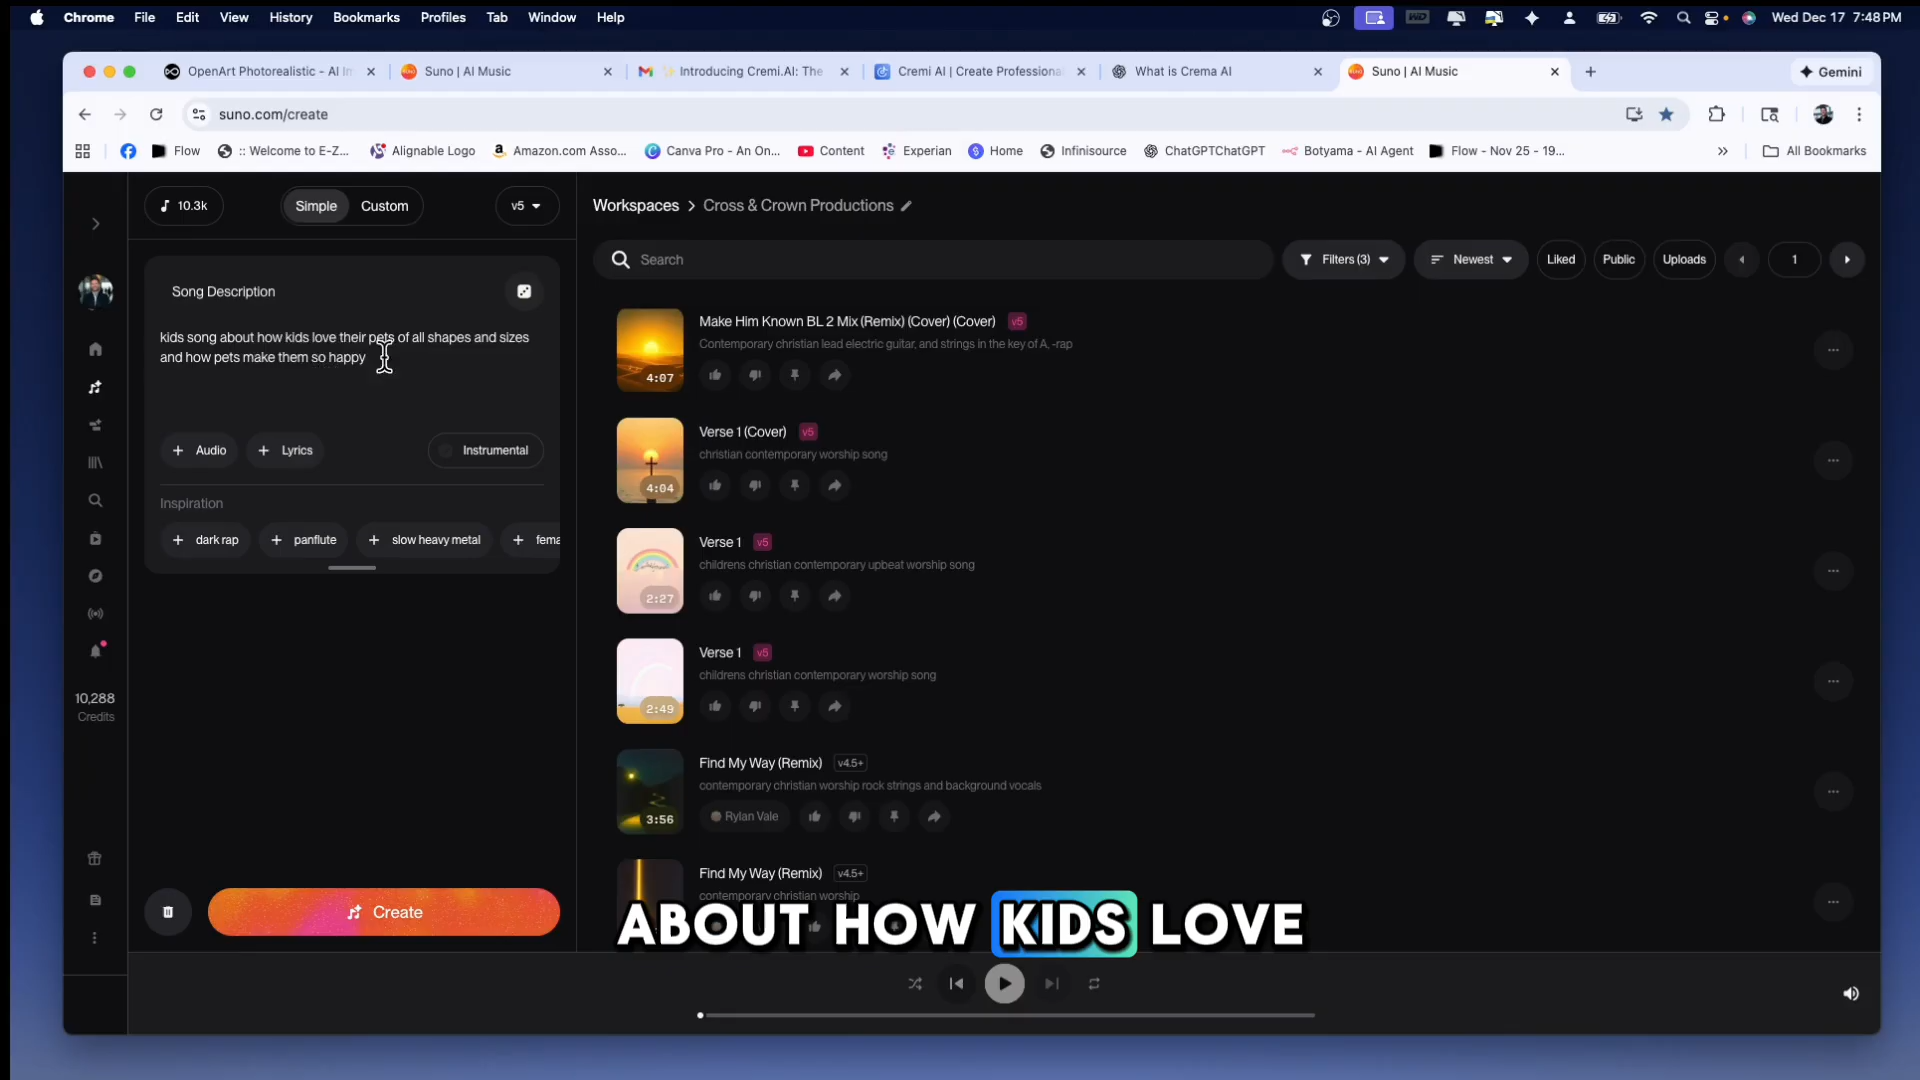 Chrome File Edit View History Bookmarks Profiles Tab Window Help
Wed Dec 17 7:48 PM
OpenArt Photorealistic - AI Im
Suno | AI Music
Introducing Cremi.AI: The
Cremi AI | Create Professiona
What is Crema AI
Suno | AI Music
Gemini
suno.com/create
Flow
:: Welcome to E-Z...
Alignable Logo
Amazon.com Asso...
Canva Pro - An On...
Content
Experian
Home
Infinisource
ChatGPTChatGPT
Botyama - AI Agent
Flow - Nov 25 - 19...
All Bookmarks
10.3k
Simple
Custom
v5
Workspaces > Cross & Crown Productions
Search
Filters (3)
Newest
Liked
Public
Uploads
1
Song Description
kids song about how kids love their pets of all shapes and sizes
and how pets make them so happy
+ Audio
+ Lyrics
Instrumental
Inspiration
+ dark rap
+ panflute
+ slow heavy metal
+ fema
10,288
Credits
Create
Make Him Known BL 2 Mix (Remix) (Cover) (Cover) v5
Contemporary christian lead electric guitar, and strings in the key of A, -rap
4:07
Verse 1 (Cover) v5
christian contemporary worship song
4:04
Verse 1 v5
childrens christian contemporary upbeat worship song
2:27
Verse 1 v5
childrens christian contemporary worship song
2:49
Find My Way (Remix) v4.5+
contemporary christian worship rock strings and background vocals
Rylan Vale
3:56
Find My Way (Remix) v4.5+
contemporary christian worship
ABOUT HOW KIDS LOVE